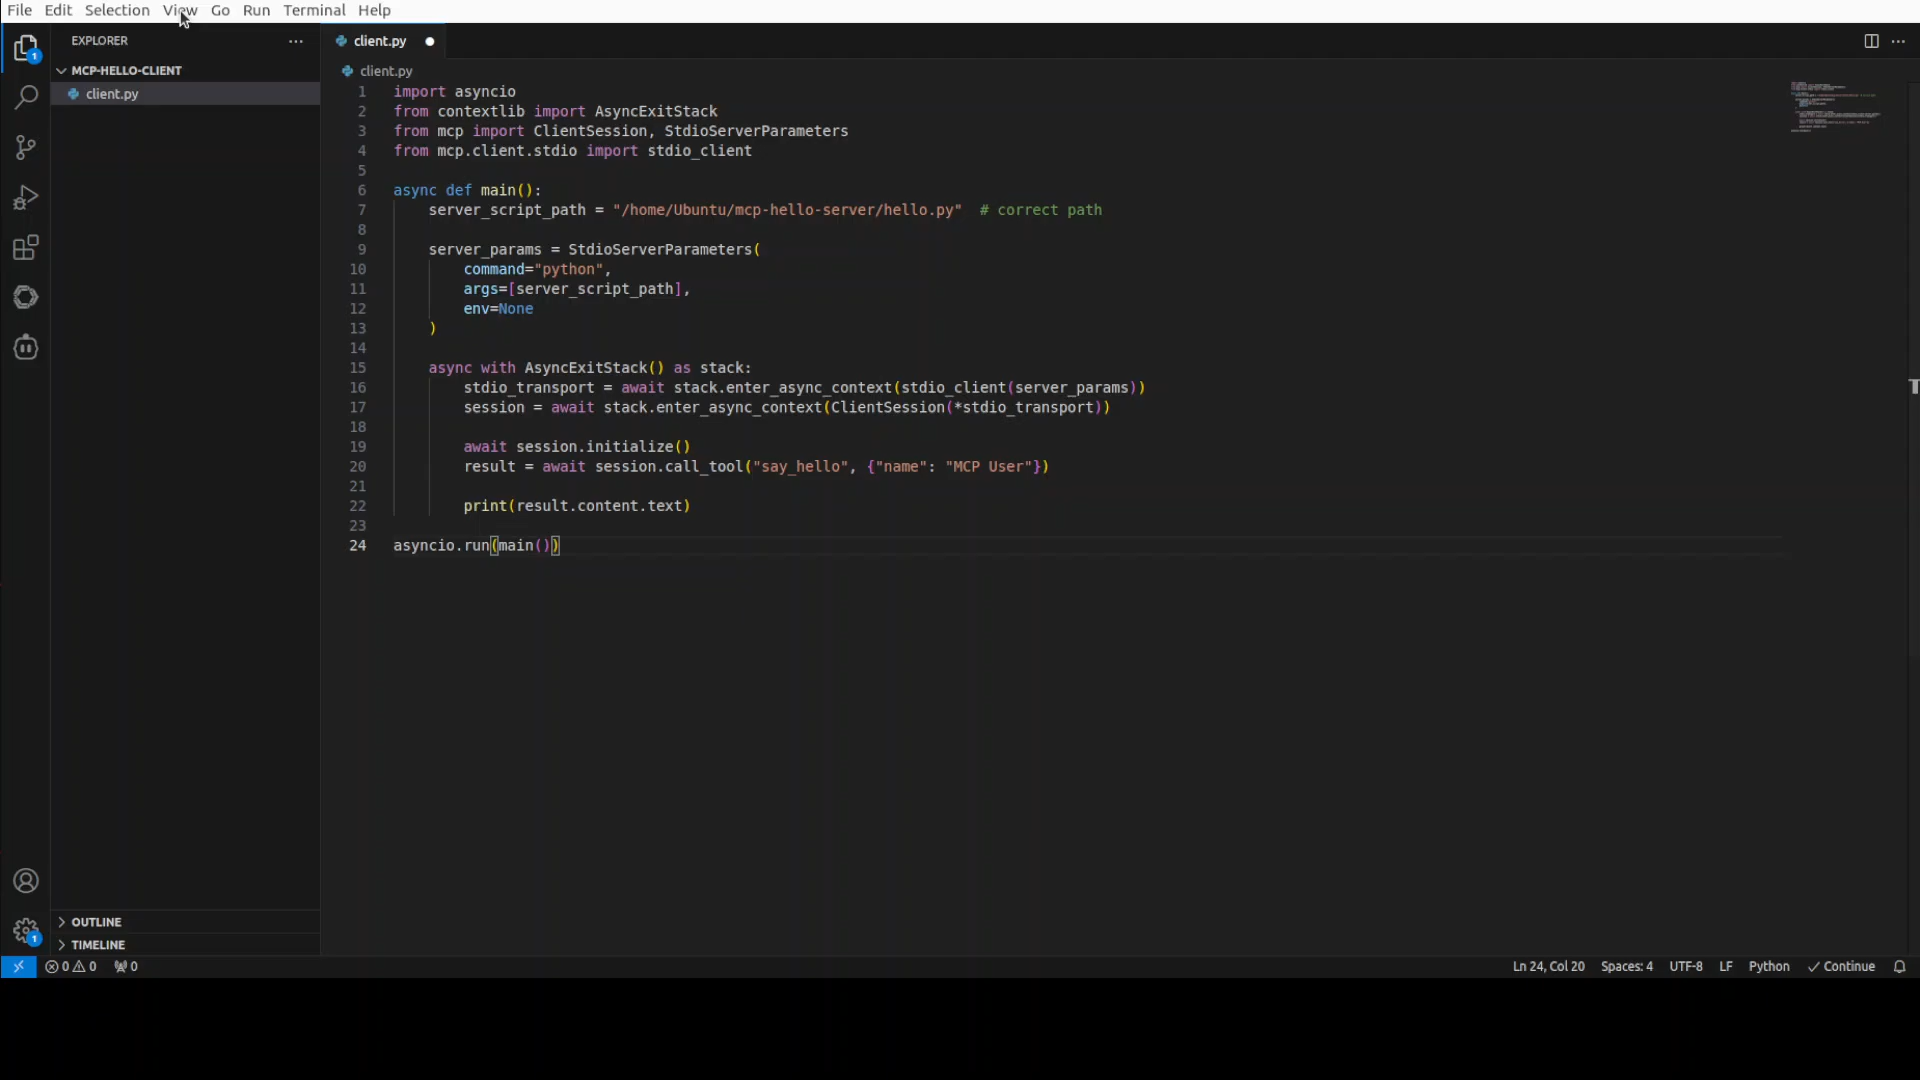 File Edit Selection View Go Run Terminal Help
EXPLORER
MCP-HELLO-CLIENT
client.py
OUTLINE
TIMELINE
client.py
client.py
1 import asyncio
2 from contextlib import AsyncExitStack
3 from mcp import ClientSession, StdioServerParameters
4 from mcp.client.stdio import stdio_client
5
6 async def main():
7     server_script_path = "/home/Ubuntu/mcp-hello-server/hello.py"  # correct path
8
9     server_params = StdioServerParameters(
10         command="python",
11         args=[server_script_path],
12         env=None
13     )
14
15     async with AsyncExitStack() as stack:
16         stdio_transport = await stack.enter_async_context(stdio_client(server_params))
17         session = await stack.enter_async_context(ClientSession(*stdio_transport))
18
19         await session.initialize()
20         result = await session.call_tool("say_hello", {"name": "MCP User"})
21
22         print(result.content.text)
23
24 asyncio.run(main())
1
1
0 0 0
Ln 24, Col 20 Spaces: 4 UTF-8 LF Python Continue